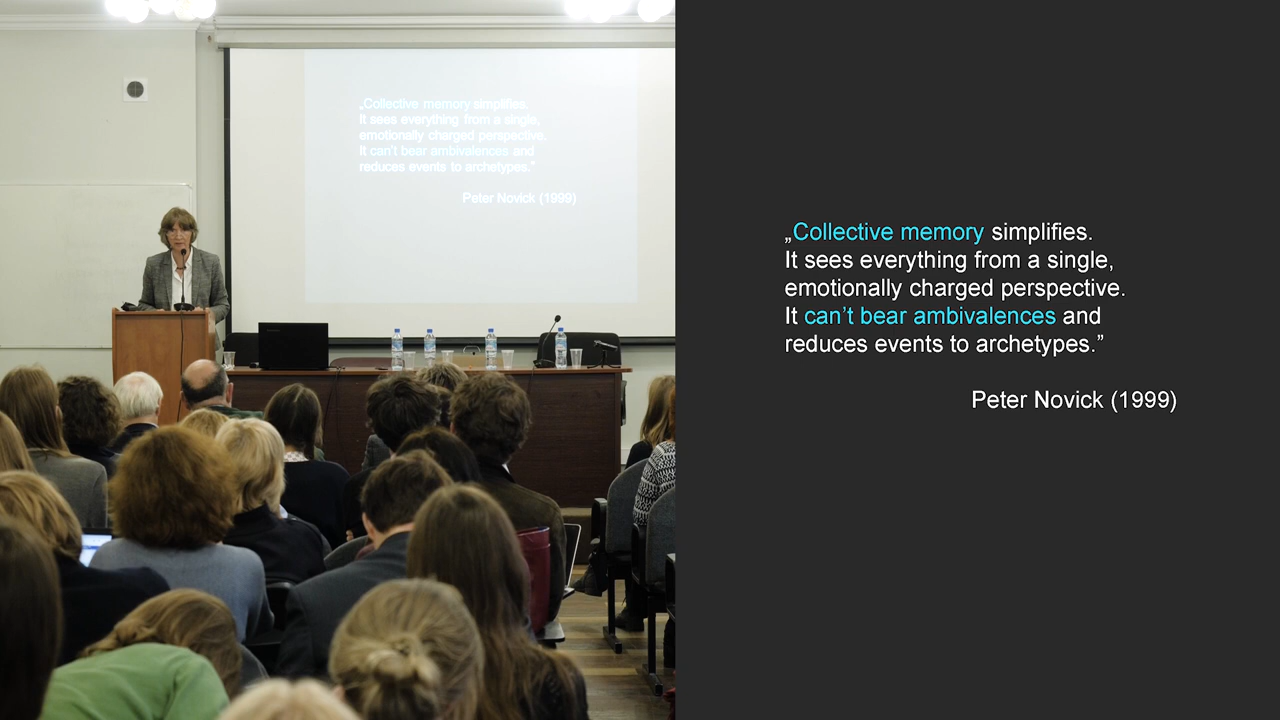 „Collective memory simplifies.
It sees everything from a single,
emotionally charged perspective.
It can't bear ambivalences and
reduces events to archetypes.”
Peter Novick (1999)
„Collective memory simplifies.
It sees everything from a single,
emotionally charged perspective.
It can’t bear ambivalences and
reduces events to archetypes.”
Peter Novick (1999)